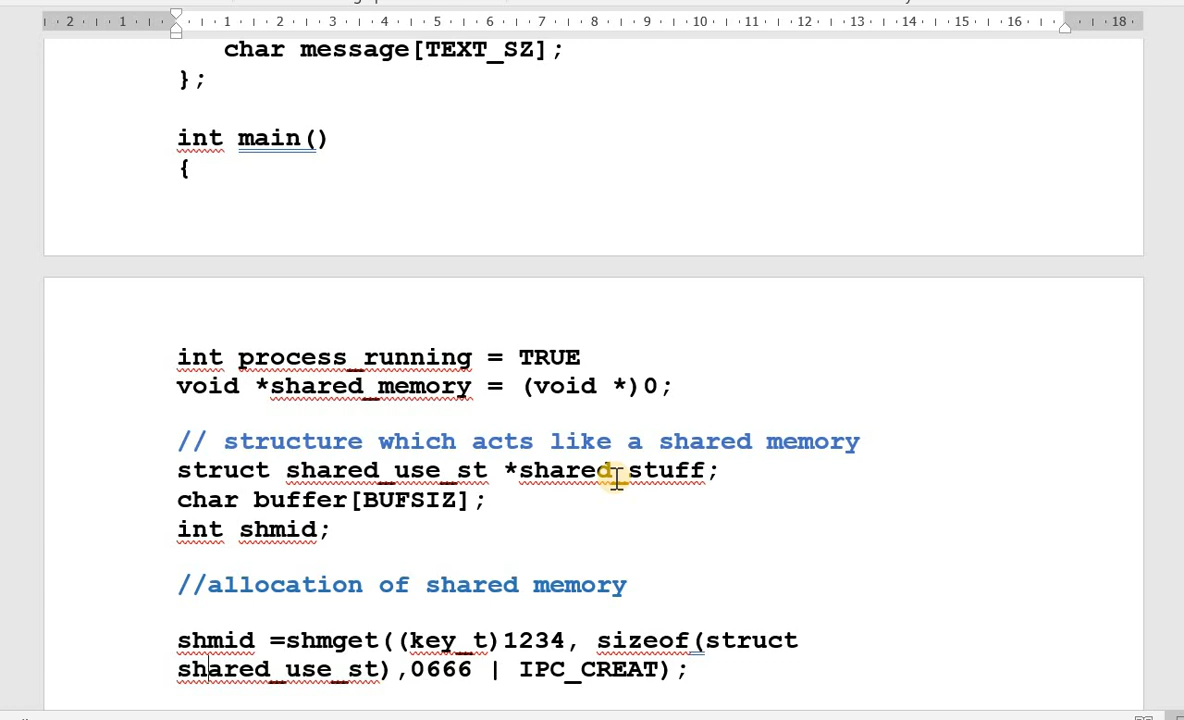 2 1 1 2 3 4 5 6 7 8 9 10 11 12 13 14 15 16 18
char message[TEXT_SZ];
};
int main()
{
int process_running = TRUE
void *shared_memory = (void *)0;
// structure which acts like a shared memory
struct shared_use_st *shared_stuff;
char buffer[BUFSIZ];
int shmid;
//allocation of shared memory
shmid =shmget((key_t)1234, sizeof(struct
shared_use_st),0666 | IPC_CREAT);